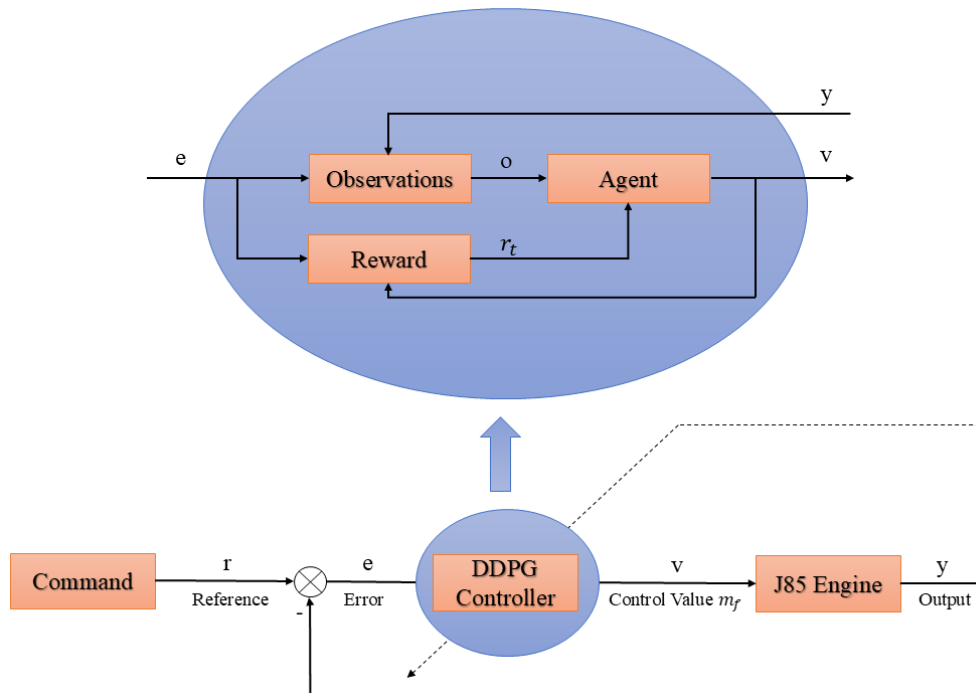 y
e
o
v
Observations
Agent
Reward
r_t
DDPG
Controller
Command
r
Reference
-
e
Error
v
Control Value m_f
J85 Engine
y
Output